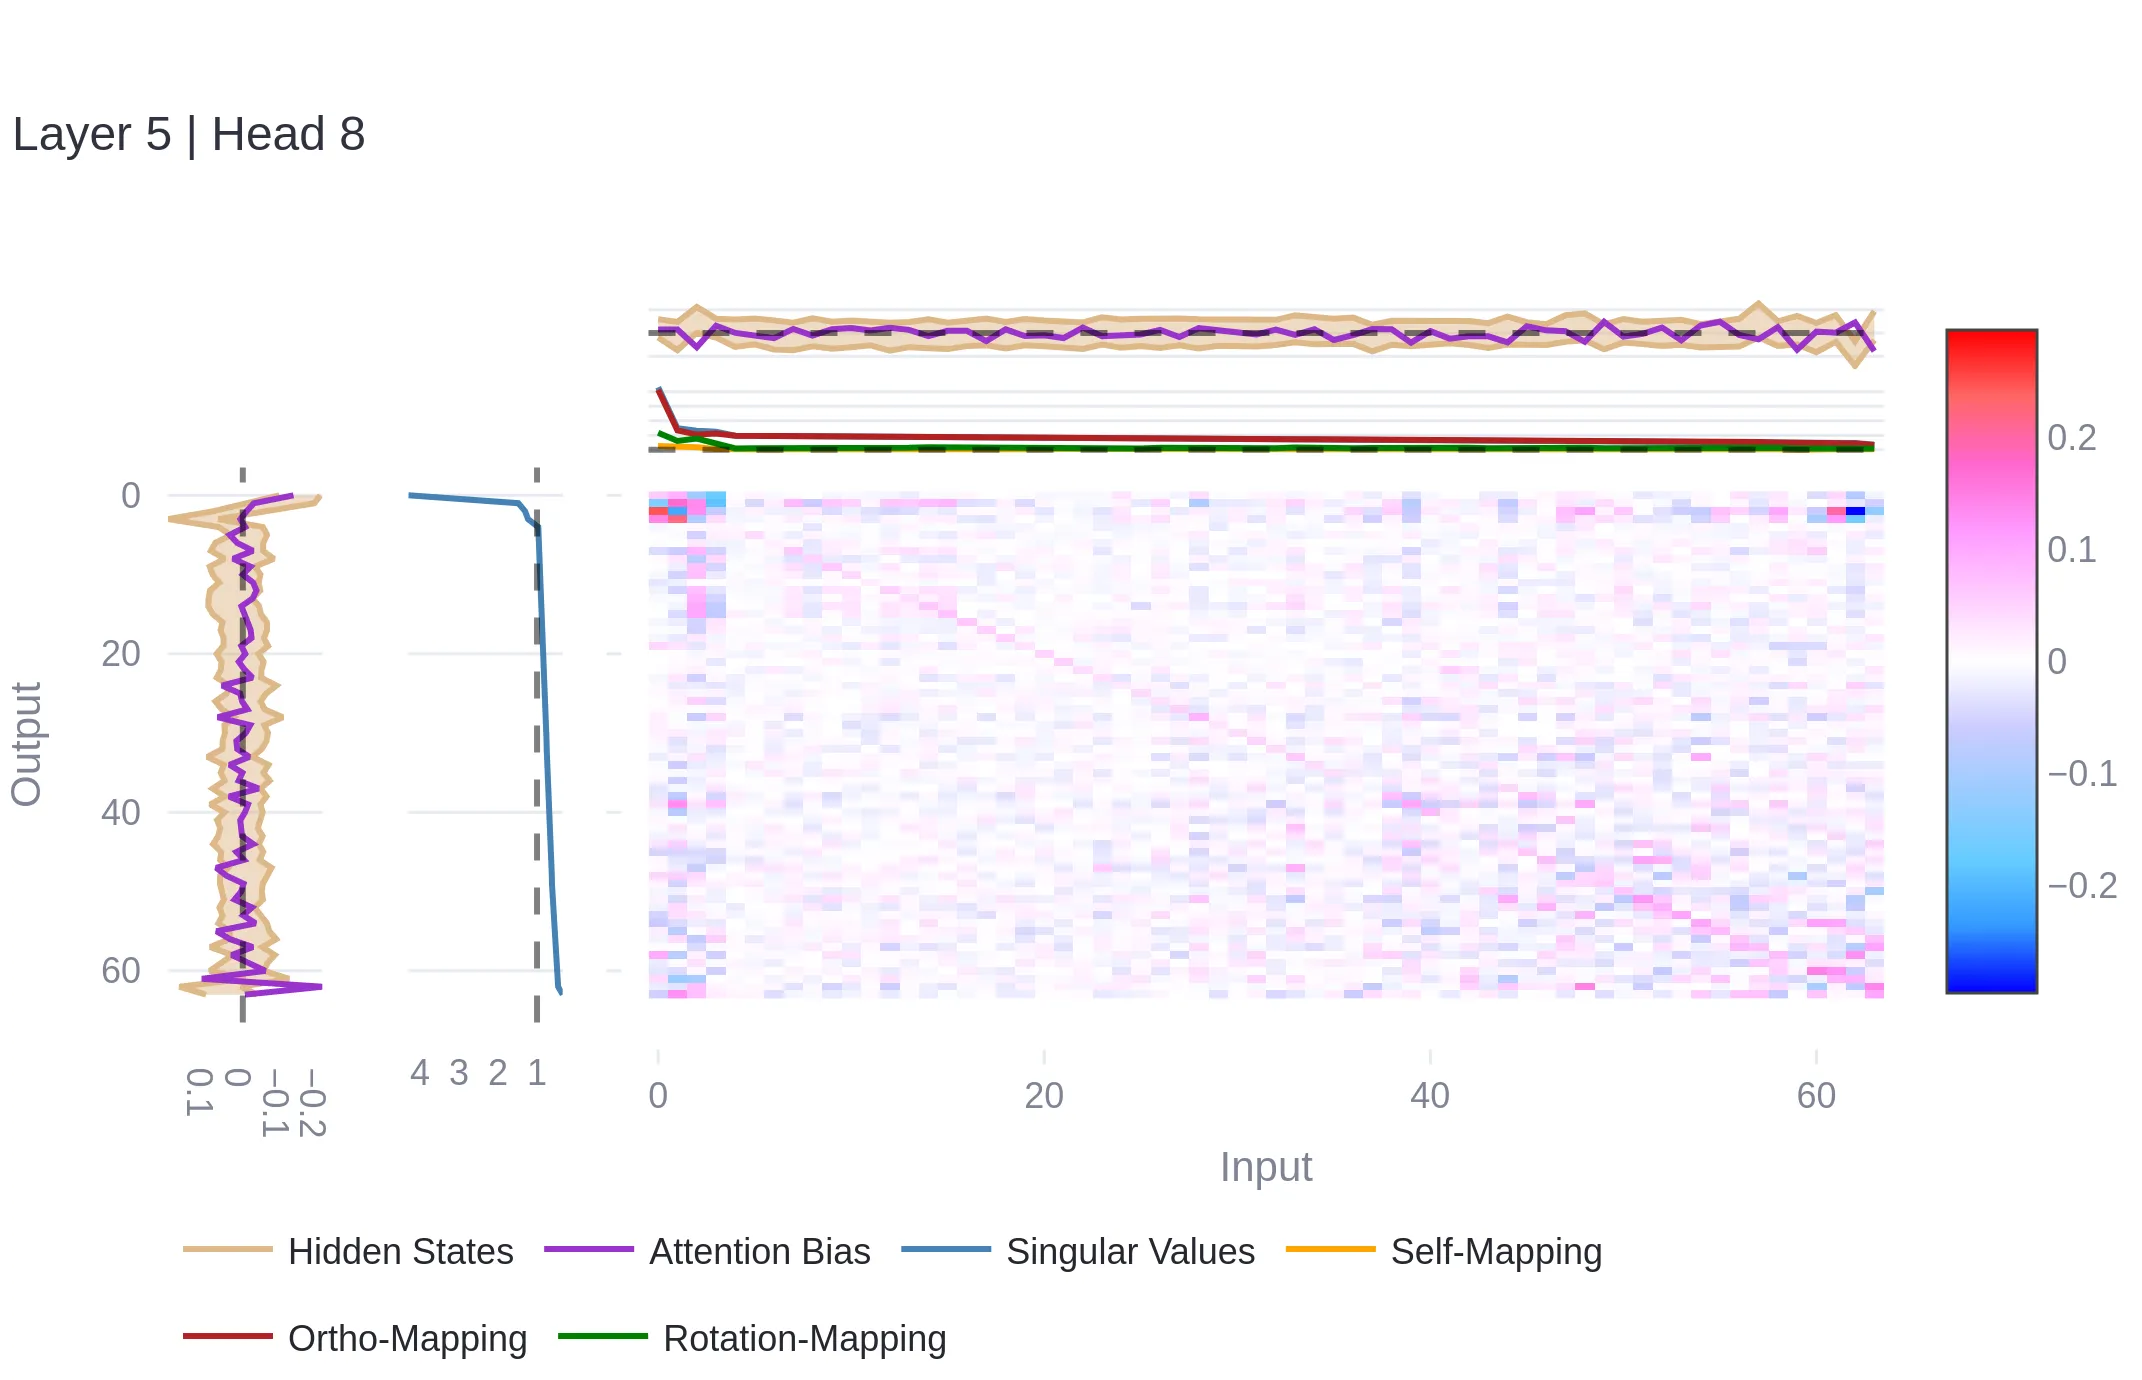 Layer 5 | Head 8
0.2
0.1
0
−0.1
−0.2
Output
0
20
40
60
0.1
0
−0.1
−0.2
4 3 2 1
0 20 40 60
Input
Hidden States Attention Bias Singular Values Self-Mapping
Ortho-Mapping Rotation-Mapping